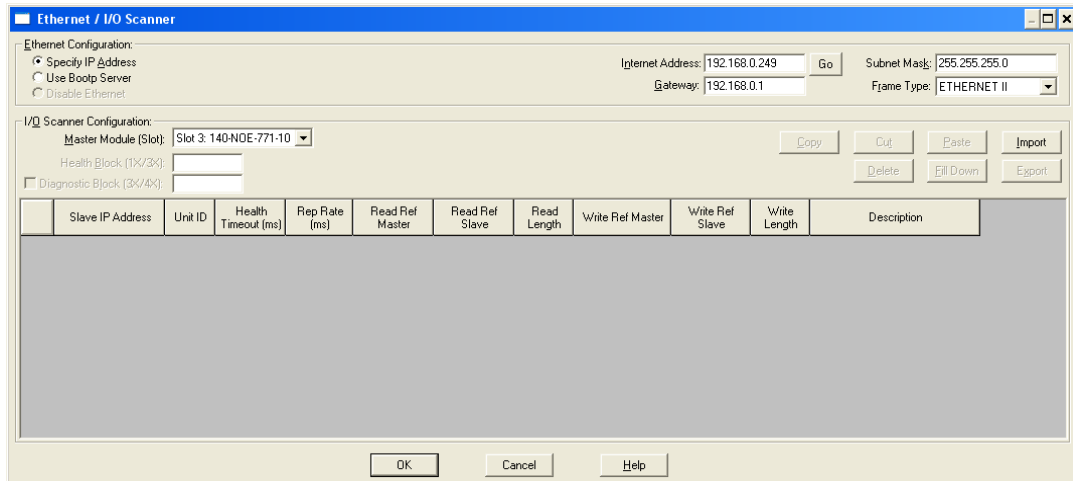 Ethernet / I/O Scanner
Ethernet Configuration:
Specify IP Address
Use Bootp Server
Disable Ethernet
Internet Address: 192.168.0.249 Go
Gateway: 192.168.0.1
Subnet Mask: 255.255.255.0
Frame Type: ETHERNET II
I/O Scanner Configuration:
Master Module (Slot): Slot 3: 140-NOE-771-10
Health Block (1X/3X):
Diagnostic Block (3X/4X):
Copy Cut Paste Import
Delete Fill Down Export
Slave IP Address
Unit ID
Health
Timeout (ms)
Rep Rate
(ms)
Read Ref
Master
Read Ref
Slave
Read
Length
Write Ref Master
Write Ref
Slave
Write
Length
Description
OK Cancel Help